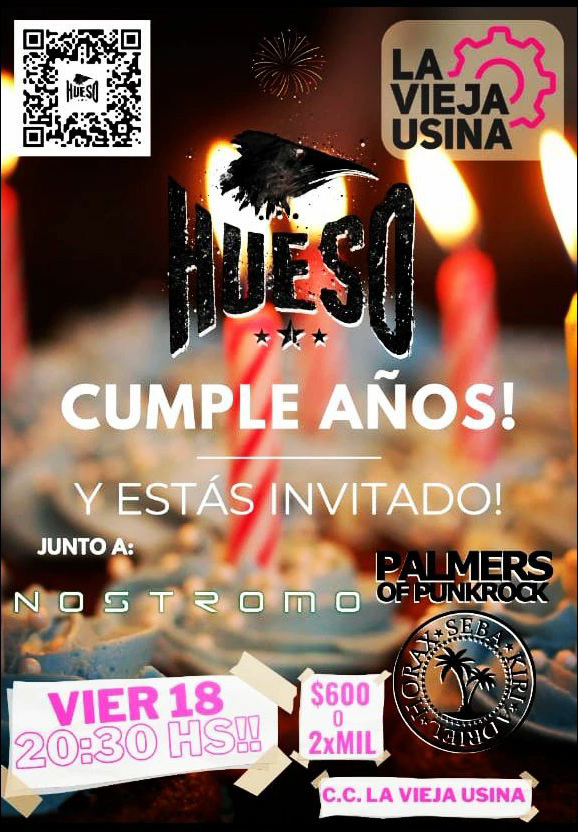 HUESO
LA
VIEJA
USINA
HUESO
CUMPLE AÑOS!
Y ESTÁS INVITADO!
JUNTO A:
PALMERS
OF PUNKROCK
NOSTROMO
HORAX★SEBA★KIRI★ADRIEL★
VIER 18
20:30 HS!!
$600
O
2xMIL
C.C. LA VIEJA USINA